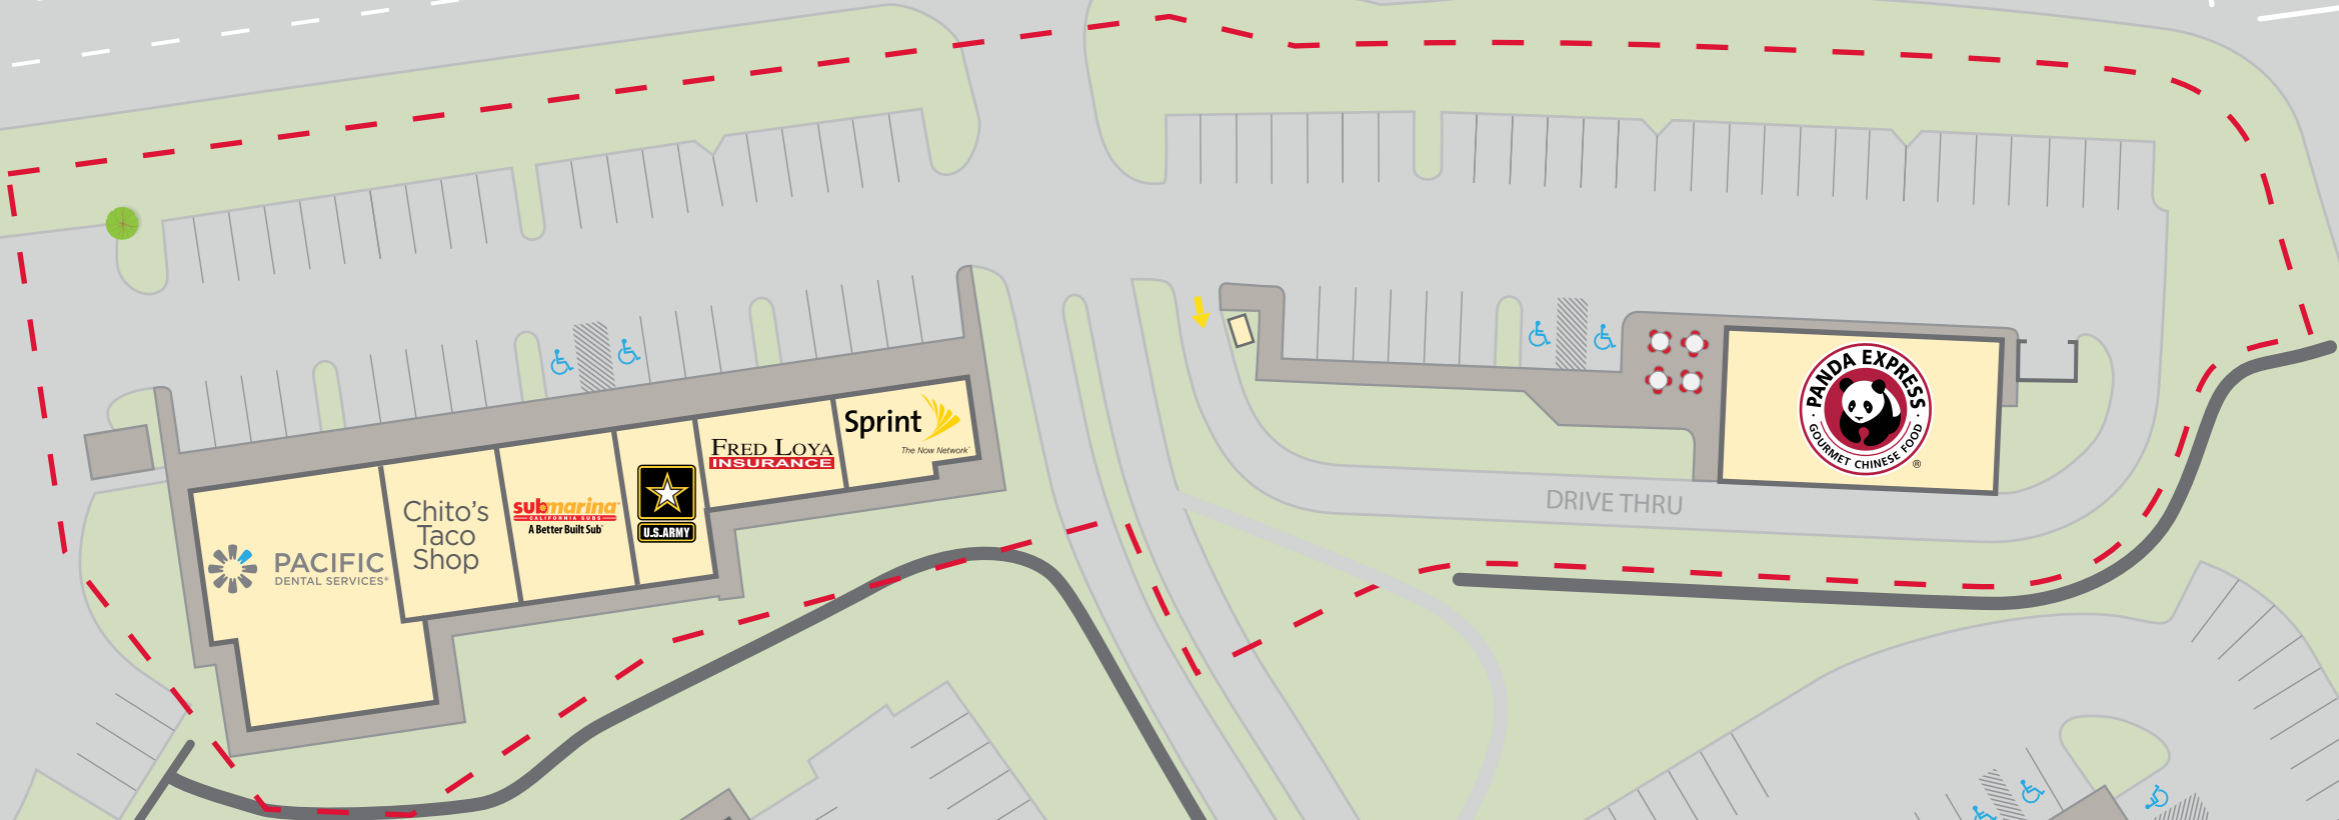 PACIFIC
DENTAL SERVICES®
Chito's
Taco
Shop
submarina
CALIFORNIA SUBS
A Better Built Sub
U.S.ARMY
FRED LOYA
INSURANCE
Sprint
The Now Network
DRIVE THRU
PANDA EXPRESS
GOURMET CHINESE FOOD
®